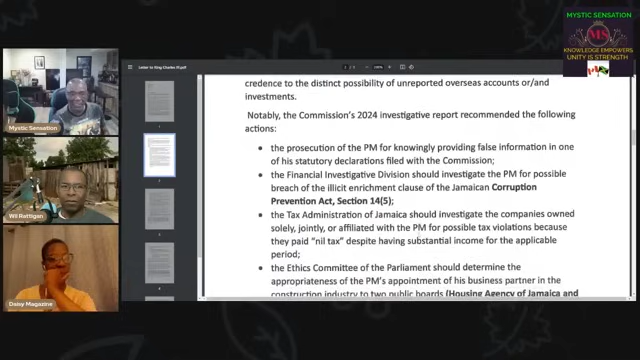 MYSTIC SENSATION
MS
KNOWLEDGE EMPOWERS
UNITY IS STRENGTH
Letter to King Charles III.pdf
Mystic Sensation
Wil Rattigan
Daisy Magazine
credence to the distinct possibility of unreported overseas accounts or/and
investments.
Notably, the Commission's 2024 investigative report recommended the following
actions:
• the prosecution of the PM for knowingly providing false information in one
of his statutory declarations filed with the Commission;
• the Financial Investigative Division should investigate the PM for possible
breach of the illicit enrichment clause of the Jamaican Corruption
Prevention Act, Section 14(5);
• the Tax Administration of Jamaica should investigate the companies owned
solely, jointly, or affiliated with the PM for possible tax violations because
they paid "nil tax" despite having substantial income for the applicable
period;
• the Ethics Committee of the Parliament should determine the
appropriateness of the PM's appointment of his business partner in the
construction industry to two public boards (Housing Agency of Jamaica and